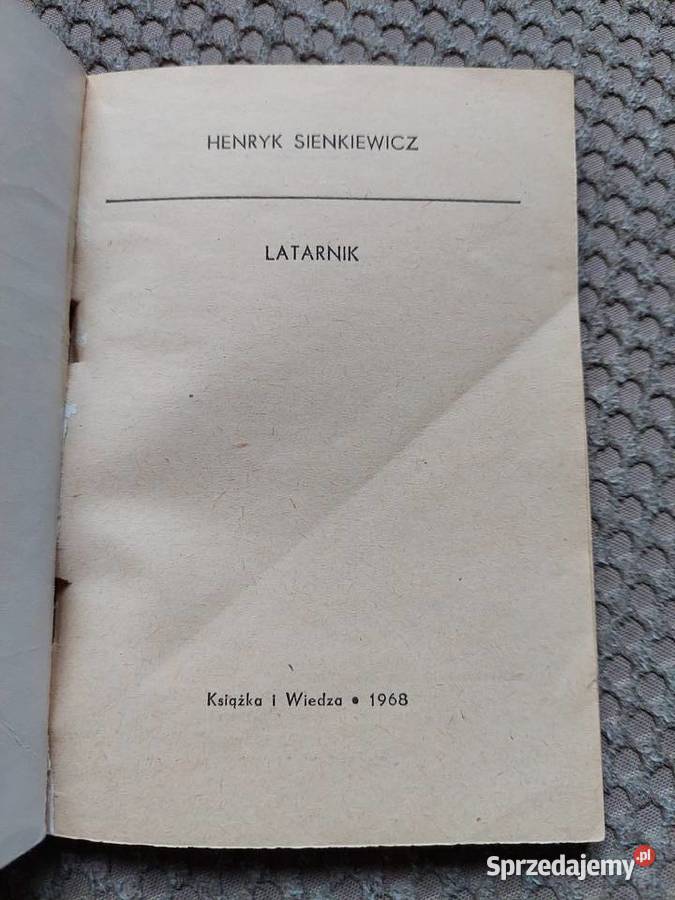 HENRYK SIENKIEWICZ
LATARNIK
Książka i Wiedza • 1968
Sprzedajemy.pl